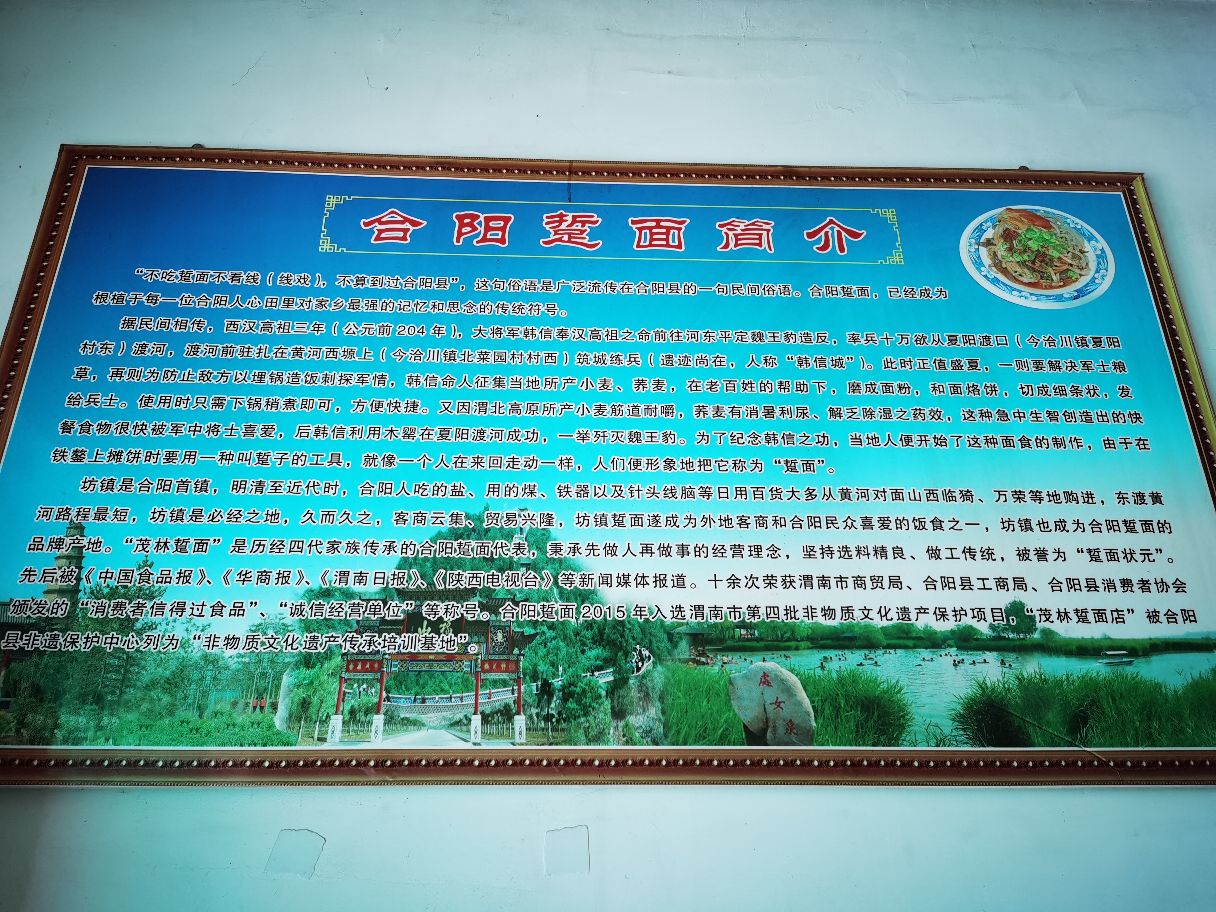 合阳踅面简介
“不吃踅面不看线（线戏），不算到过合阳县”，这句俗语是广泛流传在合阳县的一句民间俗语。合阳踅面，已经成为
根植于每一位合阳人心田里对家乡最强的记忆和思念的传统符号。
据民间相传，西汉高祖三年（公元前204年），大将军韩信奉汉高祖之命前往河东平定魏王豹造反，率兵十万欲从夏阳渡口（今洽川镇夏阳
村东）渡河，渡河前驻扎在黄河西塬上（今洽川镇北菜园村村西）筑城练兵（遗迹尚在，人称“韩信城”）。此时正值盛夏，一则要解决军士粮
草，再则为防止敌方以埋锅造饭刺探军情，韩信命人征集当地所产小麦、荞麦，在老百姓的帮助下，磨成面粉，和面烙饼，切成细条状，发
给兵士。使用时只需下锅稍煮即可，方便快捷。又因渭北高原所产小麦筋道耐嚼，荞麦有消暑利尿、解乏除湿之药效，这种急中生智创造出的快
餐食物很快被军中将士喜爱，后韩信利用木罂在夏阳渡河成功，一举歼灭魏王豹。为了纪念韩信之功，当地人便开始了这种面食的制作，由于在
铁鏊上摊饼时要用一种叫踅子的工具，就像一个人在来回走动一样，人们便形象地把它称为“踅面”。
坊镇是合阳首镇，明清至近代时，合阳人吃的盐、用的煤、铁器以及针头线脑等日用百货大多从黄河对面山西临猗、万荣等地购进，东渡黄
河路程最短，坊镇是必经之地，久而久之，客商云集、贸易兴隆，坊镇踅面遂成为外地客商和合阳民众喜爱的饭食之一，坊镇也成为合阳踅面的
品牌产地。“茂林踅面”是历经四代家族传承的合阳踅面代表，秉承先做人再做事的经营理念，坚持选料精良、做工传统，被誉为“踅面状元”。
先后被《中国食品报》、《华商报》、《渭南日报》、《陕西电视台》等新闻媒体报道。十余次荣获渭南市商贸局、合阳县工商局、合阳县消费者协会
颁发的“消费者信得过食品”、“诚信经营单位”等称号。合阳踅面2015年入选渭南市第四批非物质文化遗产保护项目，“茂林踅面店”被合阳
县非遗保护中心列为“非物质文化遗产传承培训基地”。
處女泉